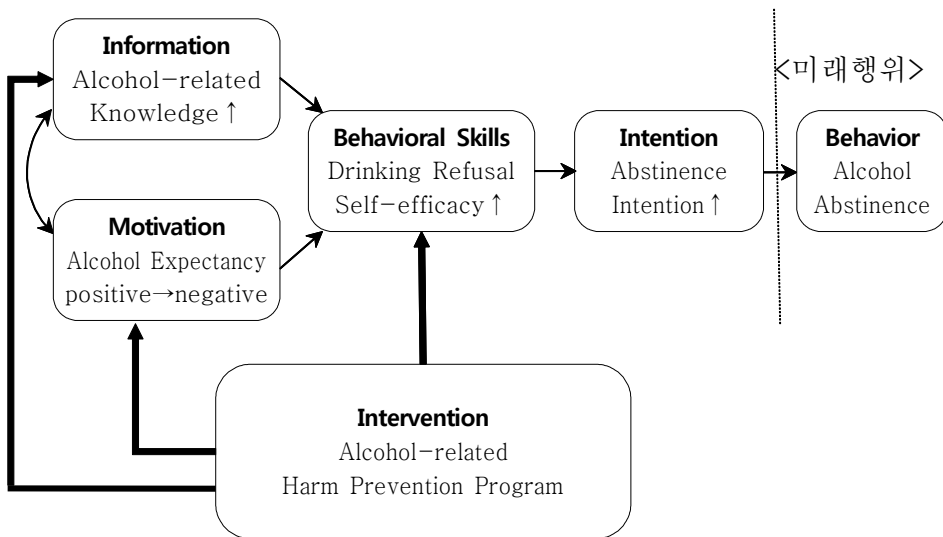 Information
Alcohol-related
Knowledge↑
<미래행위>
Behavioral Skills
Drinking Refusal
Self-efficacy↑
Intention
Abstinence
Intention↑
Behavior
Alcohol
Abstinence
Motivation
Alcohol Expectancy
positive→negative
Intervention
Alcohol-related
Harm Prevention Program